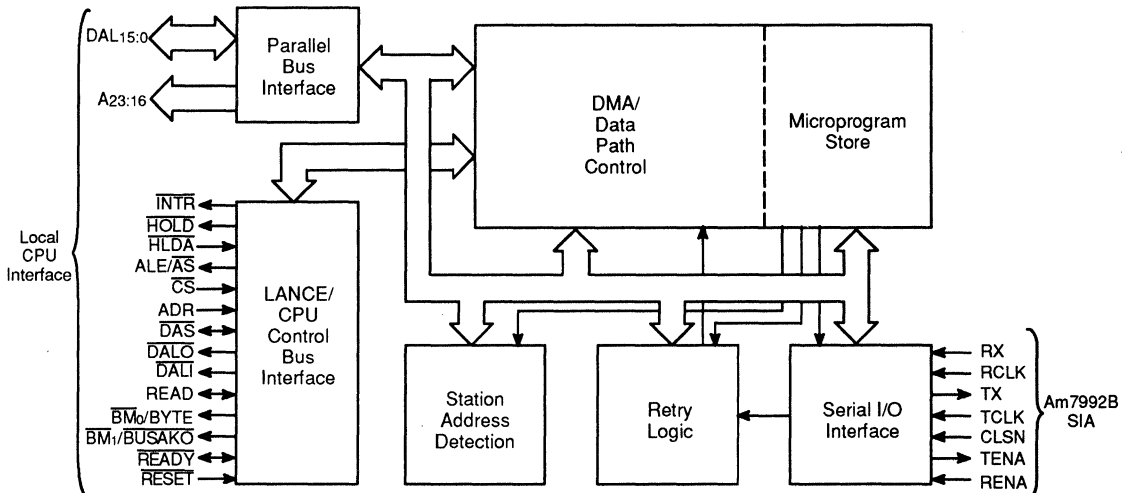 DAL15:0
A23:16
Parallel
Bus
Interface
DMA/
Data
Path
Control
Microprogram
Store
Local
CPU
Interface
INTR
HOLD
HLDA
ALE/AS
CS
ADR
DAS
DALO
DALI
READ
BM0/BYTE
BM1/BUSAKO
READY
RESET
LANCE/
CPU
Control
Bus
Interface
Station
Address
Detection
Retry
Logic
Serial I/O
Interface
RX
RCLK
TX
TCLK
CLSN
TENA
RENA
Am7992B
SIA